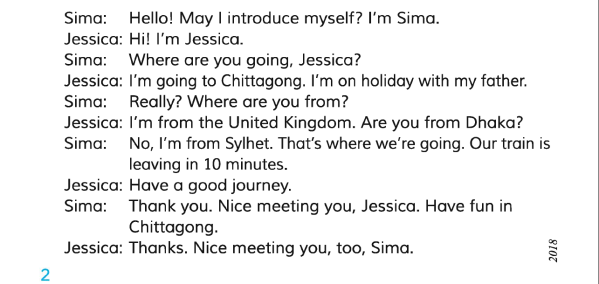 Sima: Hello! May I introduce myself? I'm Sima.
Jessica: Hi! I'm Jessica.
Sima: Where are you going, Jessica?
Jessica: I'm going to Chittagong. I'm on holiday with my father.
Sima: Really? Where are you from?
Jessica: I'm from the United Kingdom. Are you from Dhaka?
Sima: No, I'm from Sylhet. That's where we're going. Our train is
leaving in 10 minutes.
Jessica: Have a good journey.
Sima: Thank you. Nice meeting you, Jessica. Have fun in
Chittagong.
Jessica: Thanks. Nice meeting you, too, Sima.
2018
2